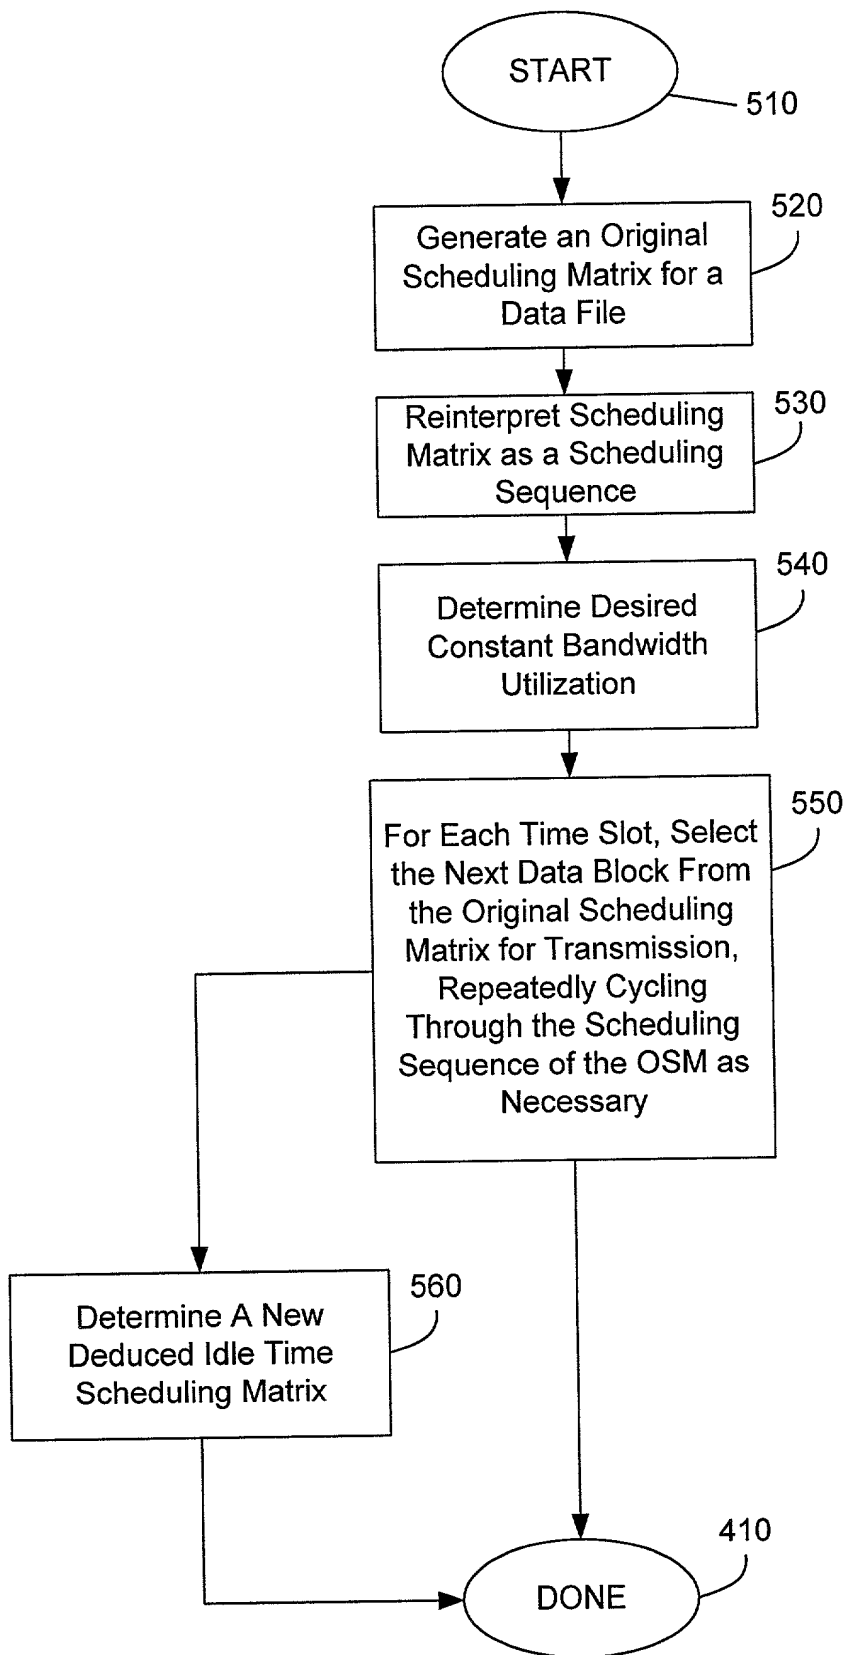 START
510
520
Generate an Original
Scheduling Matrix for a
Data File
530
Reinterpret Scheduling
Matrix as a Scheduling
Sequence
540
Determine Desired
Constant Bandwidth
Utilization
550
For Each Time Slot, Select
the Next Data Block From
the Original Scheduling
Matrix for Transmission,
Repeatedly Cycling
Through the Scheduling
Sequence of the OSM as
Necessary
560
Determine A New
Deduced Idle Time
Scheduling Matrix
410
DONE